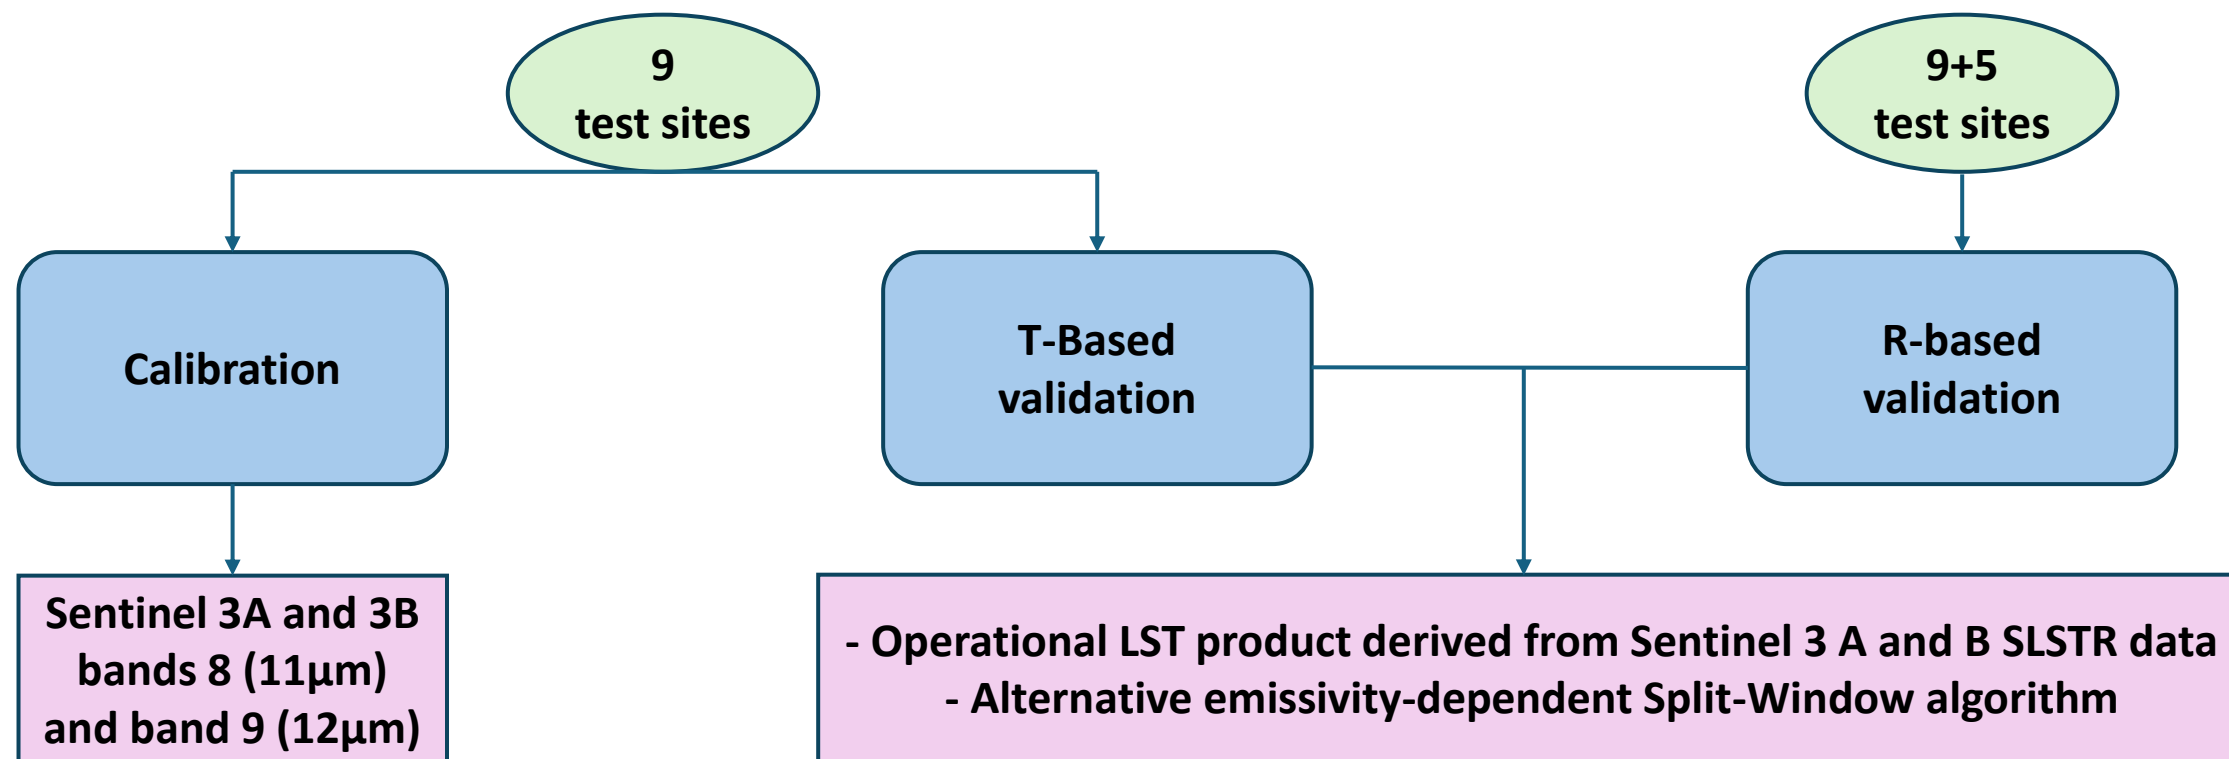 9
test sites
9+5
test sites
Calibration
T-Based
validation
R-based
validation
Sentinel 3A and 3B
bands 8 (11µm)
and band 9 (12µm)
- Operational LST product derived from Sentinel 3 A and B SLSTR data
- Alternative emissivity-dependent Split-Window algorithm